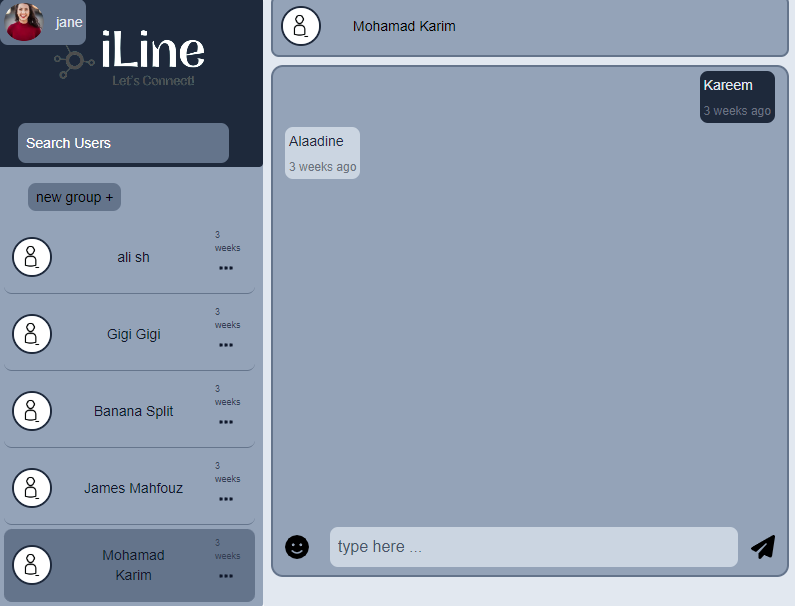 jane
iLine
Let's Connect!
Search Users
new group +
ali sh
3
weeks
Gigi Gigi
3
weeks
Banana Split
3
weeks
James Mahfouz
3
weeks
Mohamad
Karim
3
weeks
Mohamad Karim
Kareem
3 weeks ago
Alaadine
3 weeks ago
type here ...